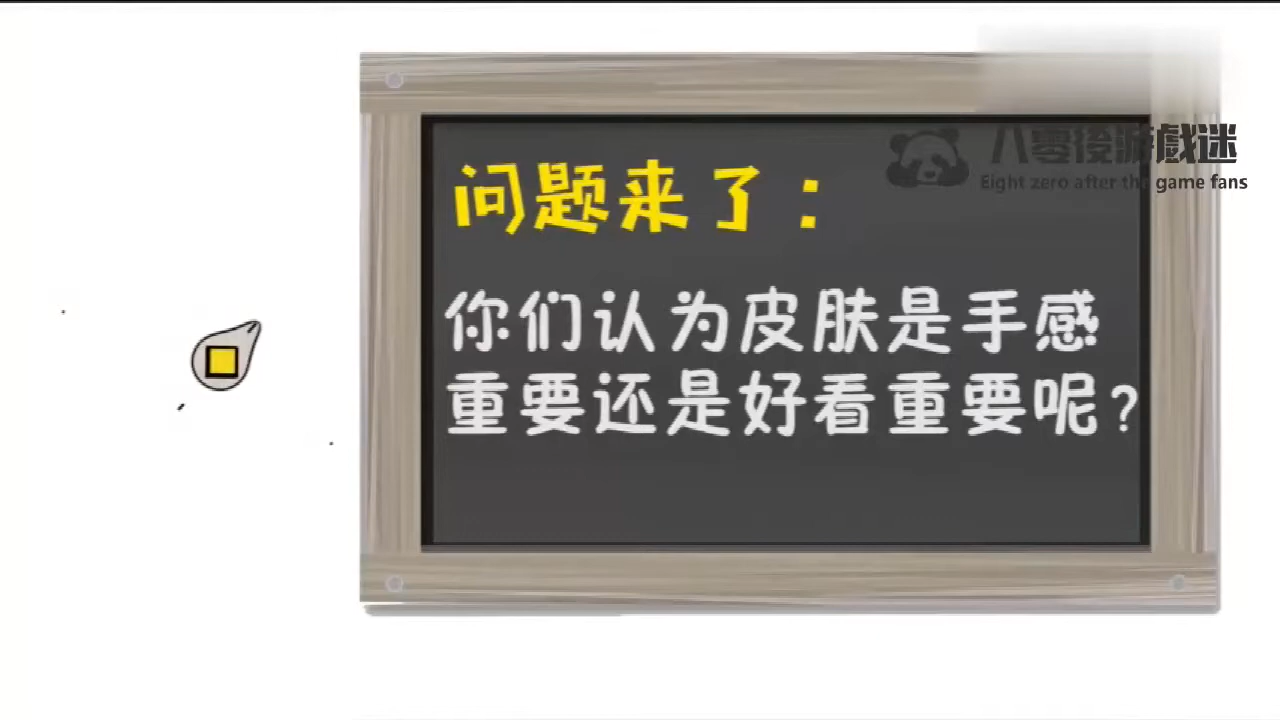 八零後游戲迷
Eight zero after the game fans
问题来了：
你们认为皮肤是手感
重要还是好看重要呢？